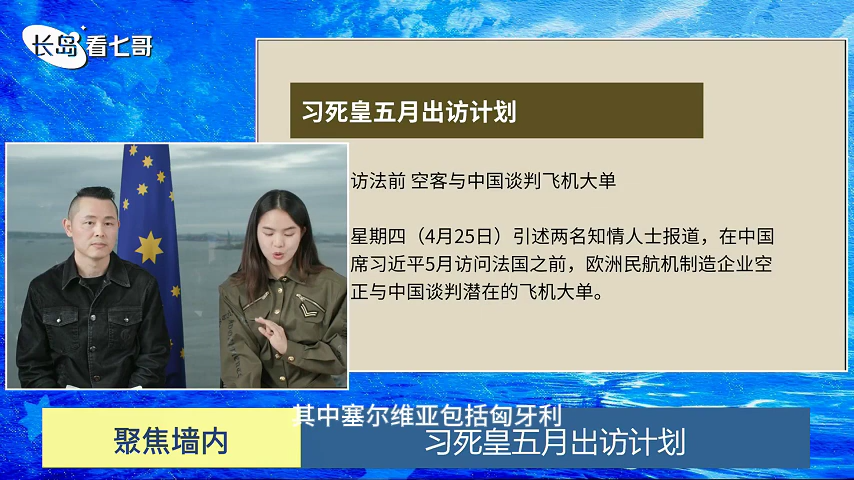 长岛看七哥
习死皇五月出访计划
访法前 空客与中国谈判飞机大单
星期四（4月25日）引述两名知情人士报道，在中国
席习近平5月访问法国之前，欧洲民航机制造企业空
正与中国谈判潜在的飞机大单。
其中塞尔维亚包括匈牙利
聚焦墙内
习死皇五月出访计划